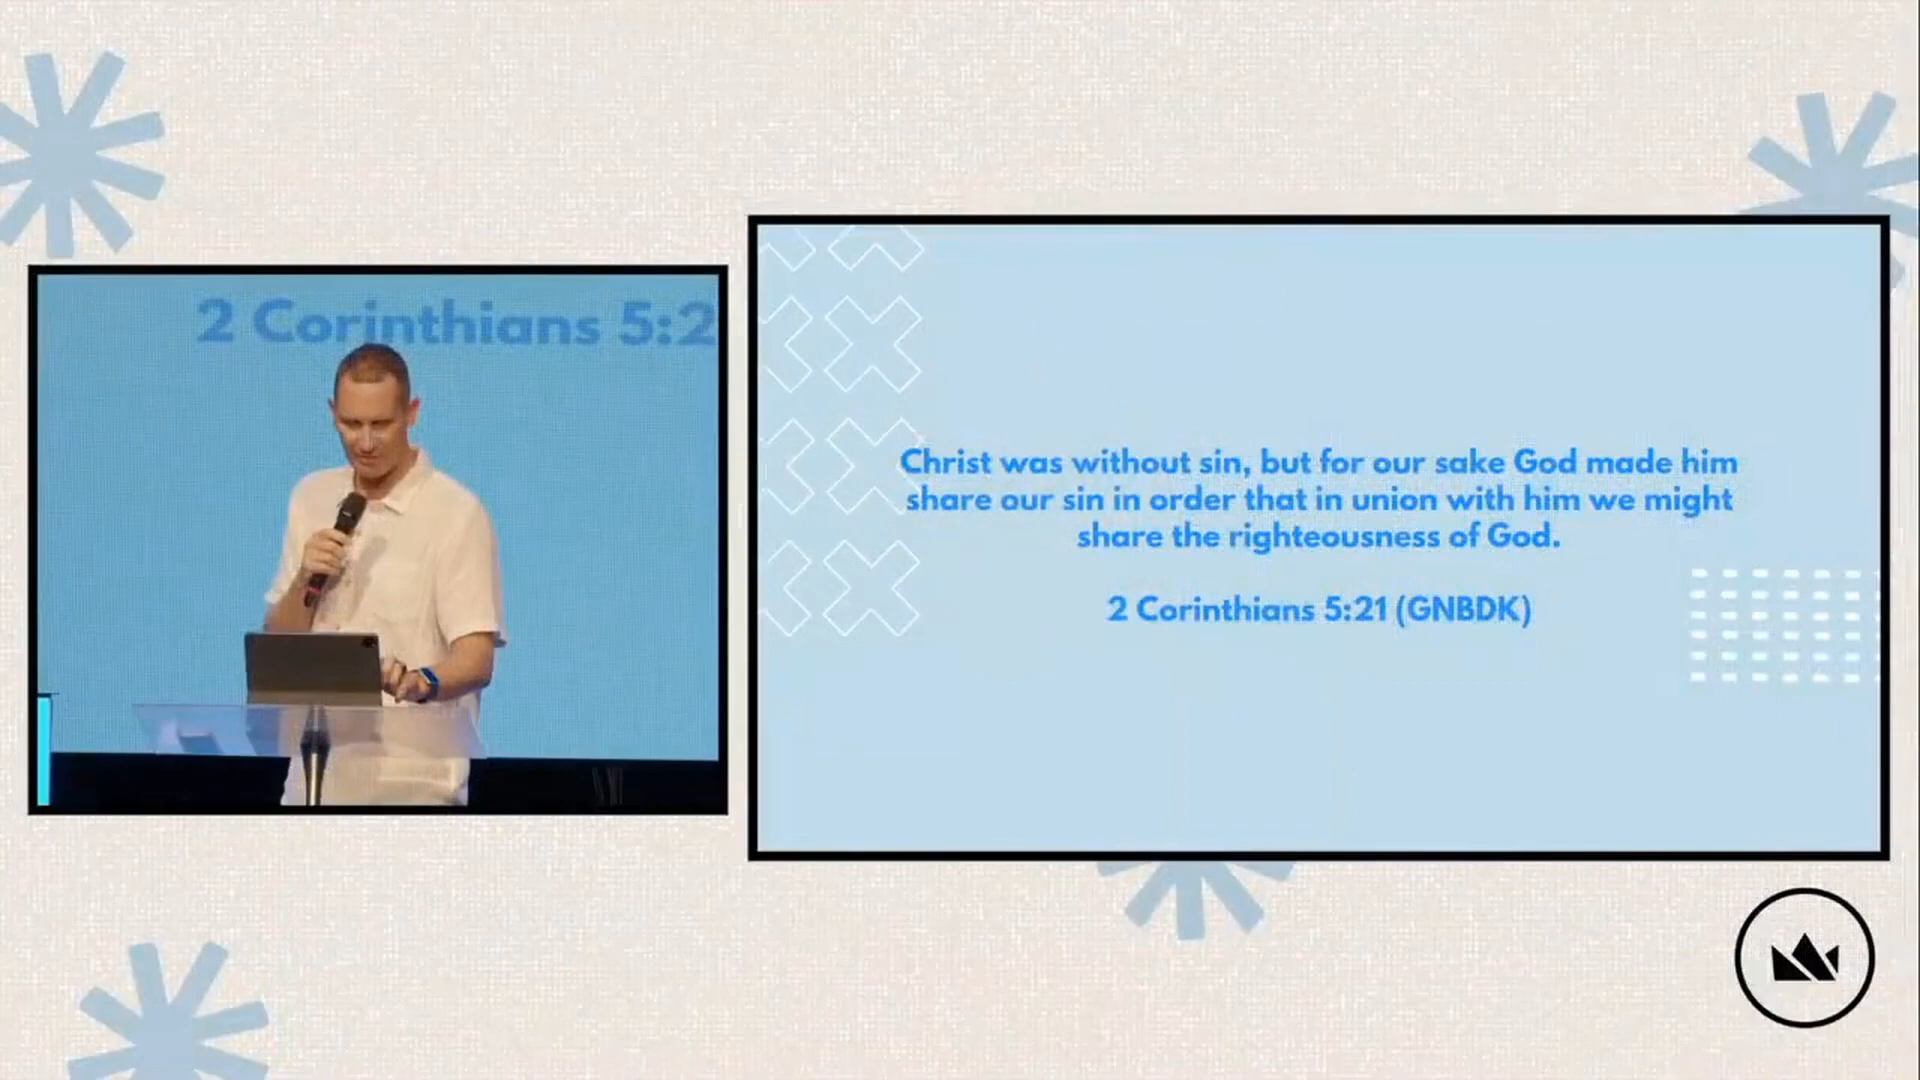 2 Corinthians 5:2
Christ was without sin, but for our sake God made him
share our sin in order that in union with him we might
share the righteousness of God.
2 Corinthians 5:21 (GNBDK)